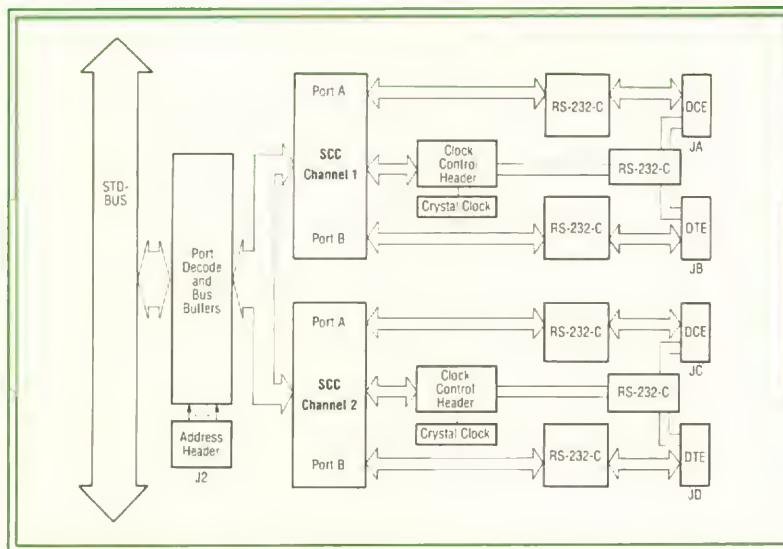 STD-
BUS
Port
Decode
and
Bus
Buffers
Address
Header
J2
Port A
SCC
Channel 1
Port B
Clock
Control
Header
Crystal Clock
RS-232-C
RS-232-C
RS-232-C
DCE
JA
DTE
JB
Port A
SCC
Channel 2
Port B
Clock
Control
Header
Crystal Clock
RS-232-C
RS-232-C
RS-232-C
DCE
JC
DTE
JD